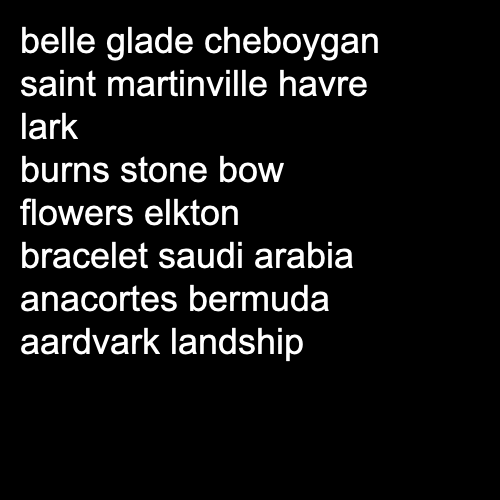 belle glade cheboygan
saint martinville havre
lark
burns stone bow
flowers elkton
bracelet saudi arabia
anacortes bermuda
aardvark landship